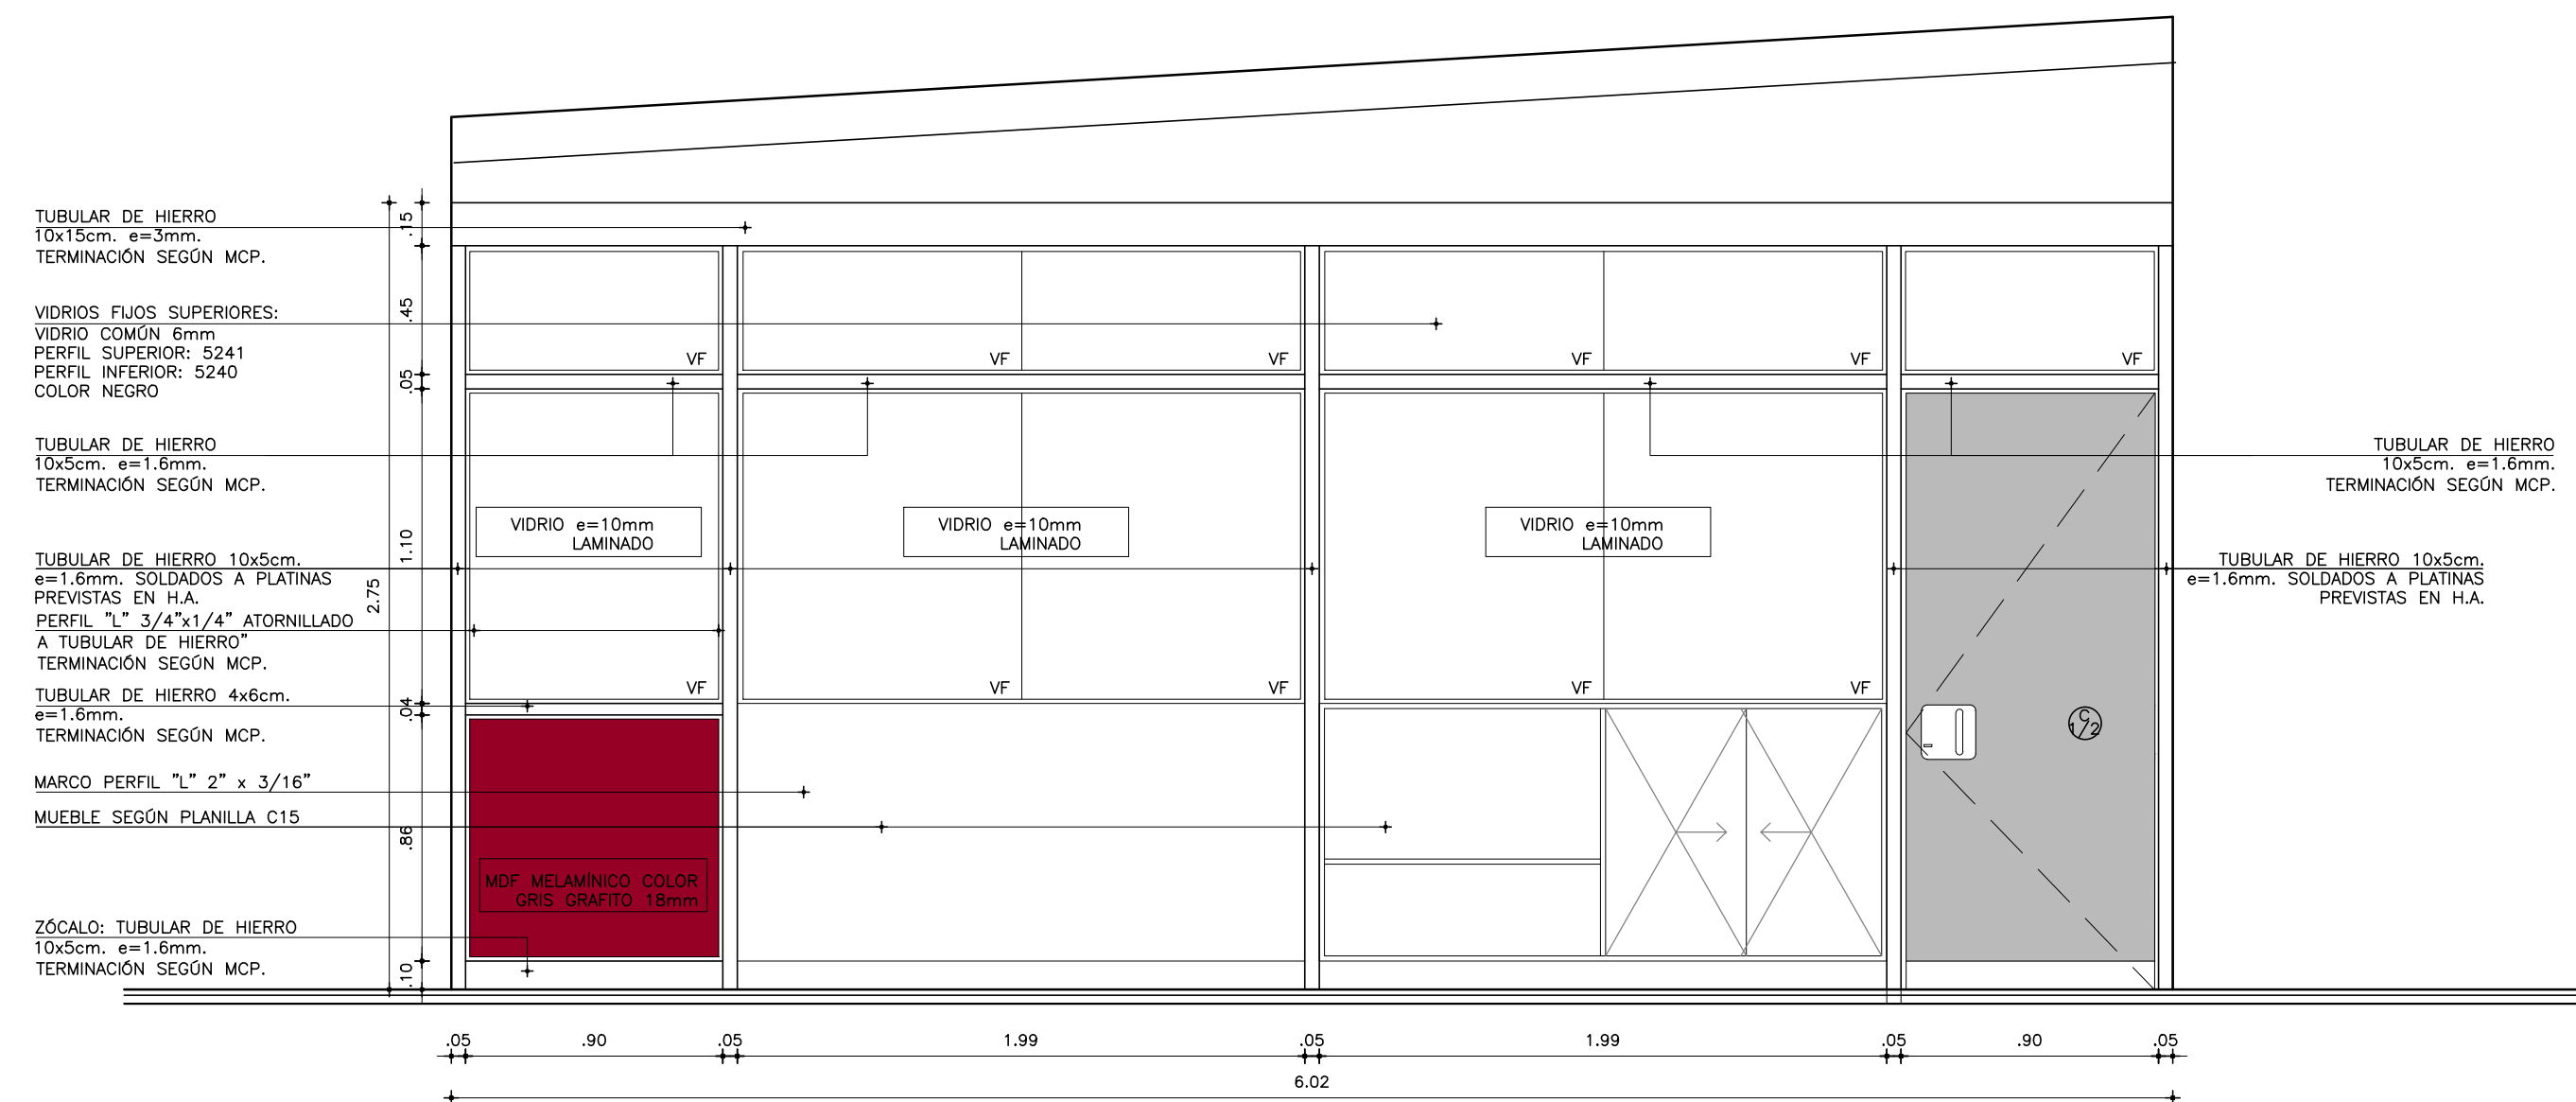 TUBULAR DE HIERRO
10x15cm. e=3mm.
TERMINACIÓN SEGÚN MCP.
VIDRIOS FIJOS SUPERIORES:
VIDRIO COMÚN 6mm
PERFIL SUPERIOR: 5241
PERFIL INFERIOR: 5240
COLOR NEGRO
TUBULAR DE HIERRO
10x5cm. e=1.6mm.
TERMINACIÓN SEGÚN MCP.
TUBULAR DE HIERRO 10x5cm.
e=1.6mm. SOLDADOS A PLATINAS
PREVISTAS EN H.A.
PERFIL "L" 3/4"x1/4" ATORNILLADO
A TUBULAR DE HIERRO"
TERMINACIÓN SEGÚN MCP.
TUBULAR DE HIERRO 4x6cm.
e=1.6mm.
TERMINACIÓN SEGÚN MCP.
MARCO PERFIL "L" 2" x 3/16"
MUEBLE SEGÚN PLANILLA C15
ZÓCALO: TUBULAR DE HIERRO
10x5cm. e=1.6mm.
TERMINACIÓN SEGÚN MCP.
2.75
.15
.45
.05
1.10
.04
.86
.10
VF
VF
VF
VF
VF
VF
VIDRIO e=10mm
LAMINADO
VIDRIO e=10mm
LAMINADO
VIDRIO e=10mm
LAMINADO
VF
VF
VF
VF
VF
MDF MELAMÍNICO COLOR
GRIS GRAFITO 18mm
C
1/2
TUBULAR DE HIERRO
10x5cm. e=1.6mm.
TERMINACIÓN SEGÚN MCP.
TUBULAR DE HIERRO 10x5cm.
e=1.6mm. SOLDADOS A PLATINAS
PREVISTAS EN H.A.
.05 .90 .05 1.99 .05 1.99 .05 .90 .05
6.02